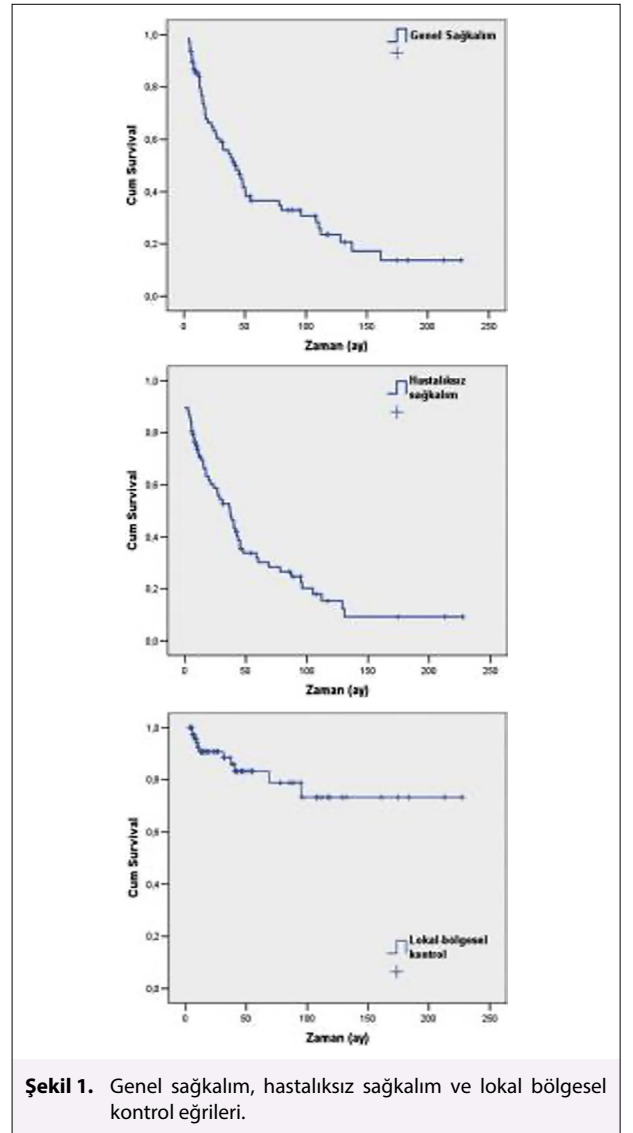 Genel Sağkalım
1,0
0,8
0,6
0,4
0,2
0,0
Cum Survival
0 50 100 150 200 250
Zaman (ay)
Hastalıksız
sağkalım
1,0
0,8
0,6
0,4
0,2
0,0
Cum Survival
0 50 100 150 200 250
Zaman (ay)
1,0
0,8
0,6
0,4
0,2
0,0
Cum Survival
Lokal-bölgesel
kontrol
0 50 100 150 200 250
Zaman (ay)
Şekil 1. Genel sağkalım, hastalıksız sağkalım ve lokal bölgesel
kontrol eğrileri.